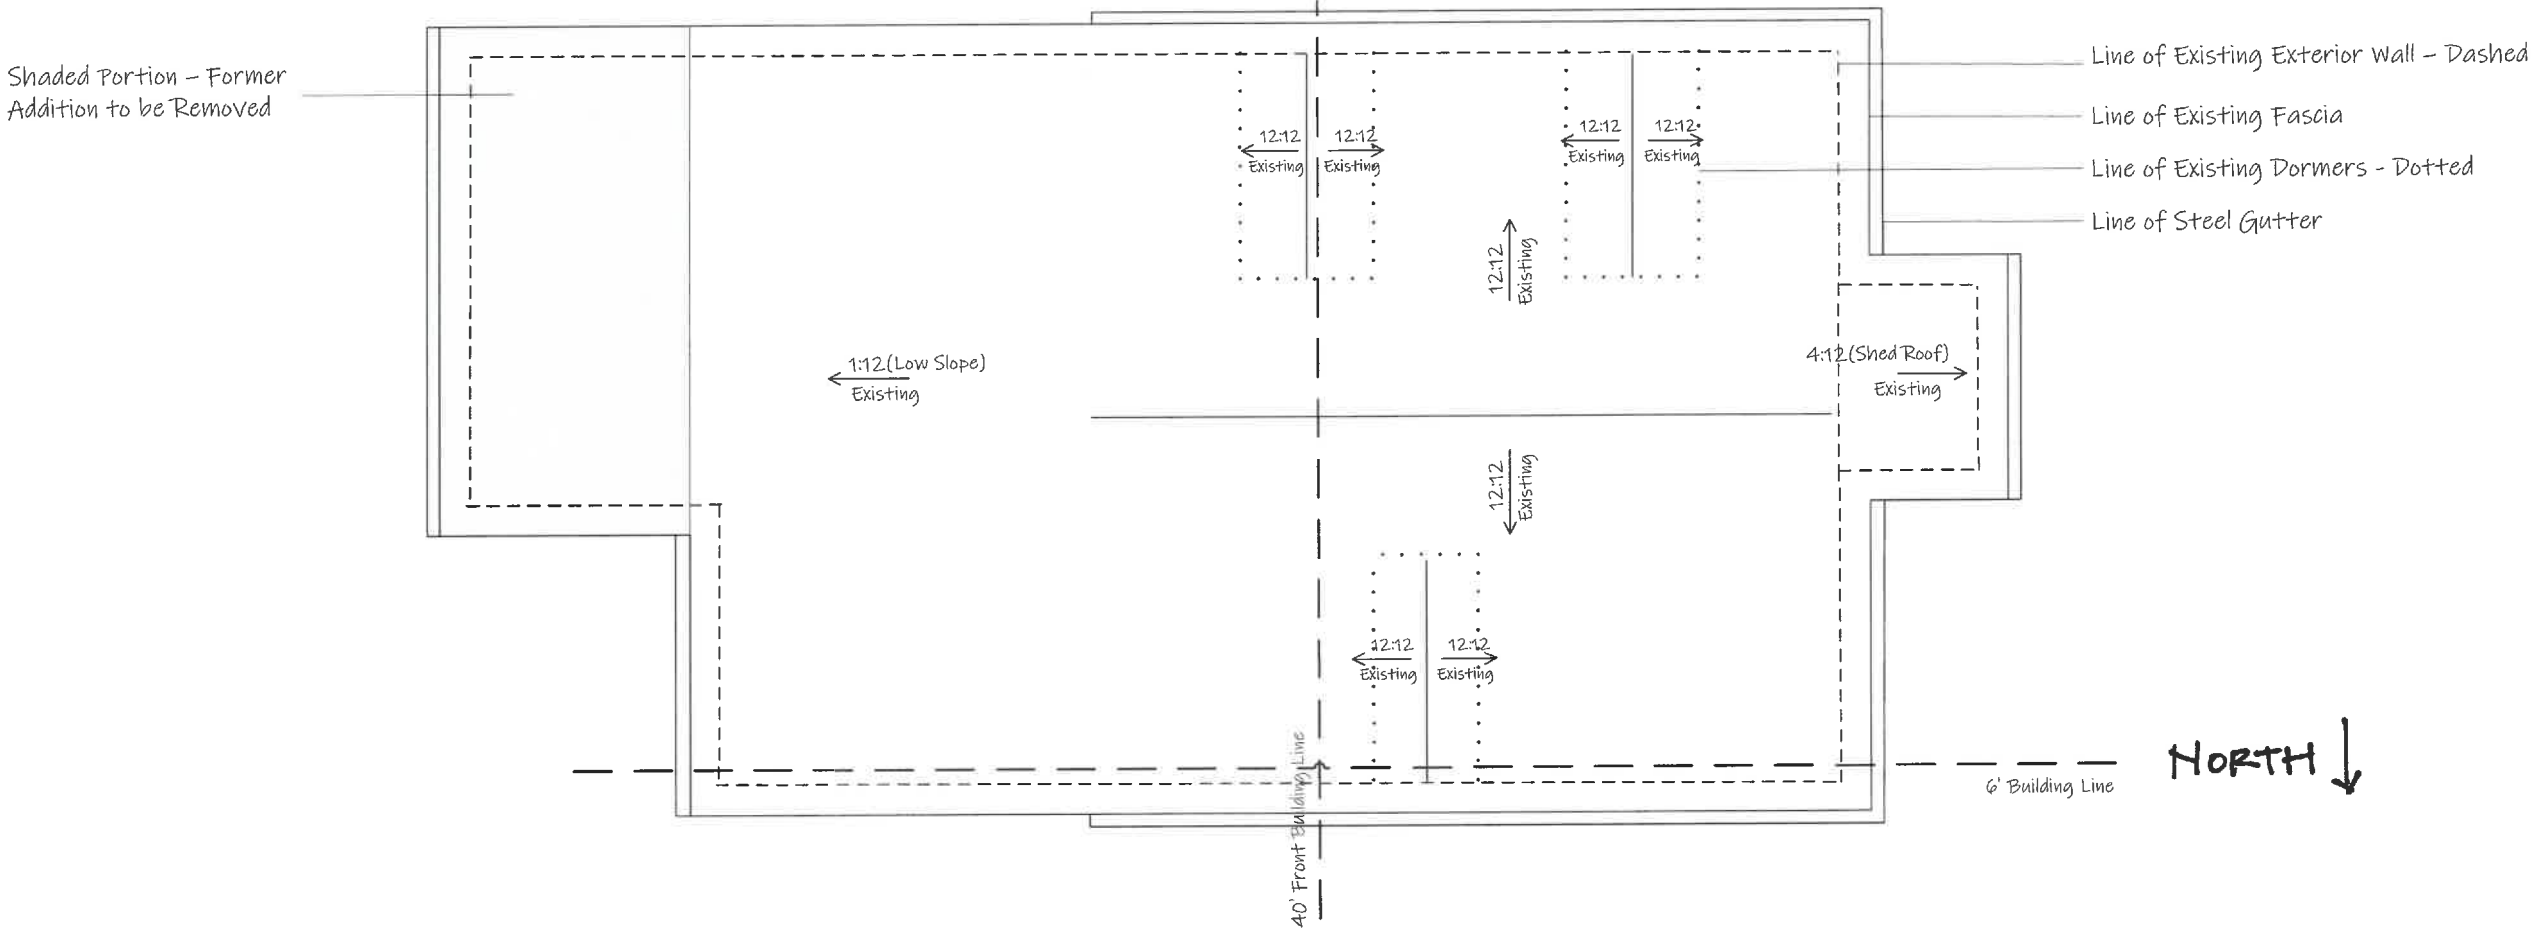 Shaded Portion – Former
Addition to be Removed
Line of Existing Exterior Wall – Dashed
Line of Existing Fascia
Line of Existing Dormers - Dotted
Line of Steel Gutter
12:12
Existing
12:12
Existing
12:12
Existing
12:12
Existing
12:12
Existing
1:12(Low Slope)
Existing
4:12(Shed Roof)
Existing
12:12
Existing
12:12
Existing
12:12
Existing
40' Front Building Line
6' Building Line
NORTH